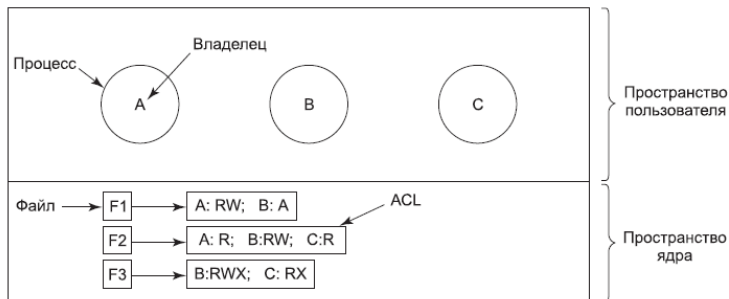 Владелец
Процесс
A
B
C
Пространство
пользователя
Файл
F1
A: RW; B: A
ACL
F2
A: R; B:RW; C:R
F3
B:RWX; C: RX
Пространство
ядра